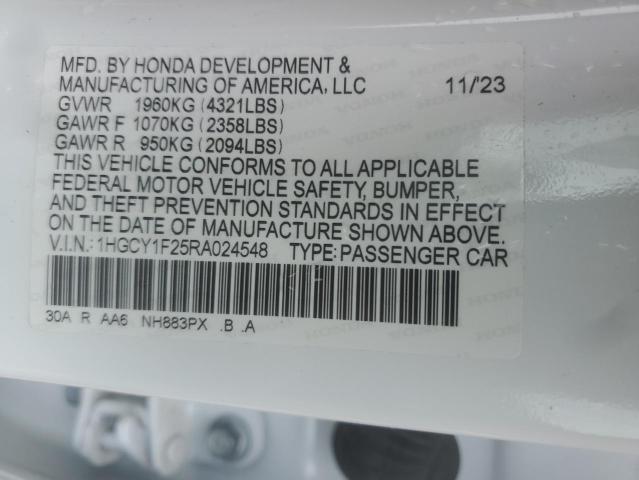 MFD. BY HONDA DEVELOPMENT &
MANUFACTURING OF AMERICA, LLC 11/23
GVWR 1960KG (4321LBS)
GAWR F 1070KG (2358LBS)
GAWR R 950KG (2094LBS)
THIS VEHICLE CONFORMS TO ALL APPLICABLE
FEDERAL MOTOR VEHICLE SAFETY, BUMPER,
AND THEFT PREVENTION STANDARDS IN EFFECT
ON THE DATE OF MANUFACTURE SHOWN ABOVE.
V.I.N.: 1HGCY1F25RA024548 TYPE: PASSENGER CAR
30A R AA6 NH883PX .B .A